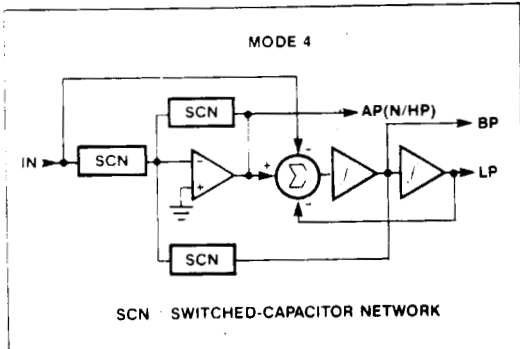 MODE 4
SCN
AP(N/HP)
BP
IN
SCN
-
+
+
-
Σ
-
∫
∫
LP
SCN
SCN SWITCHED-CAPACITOR NETWORK